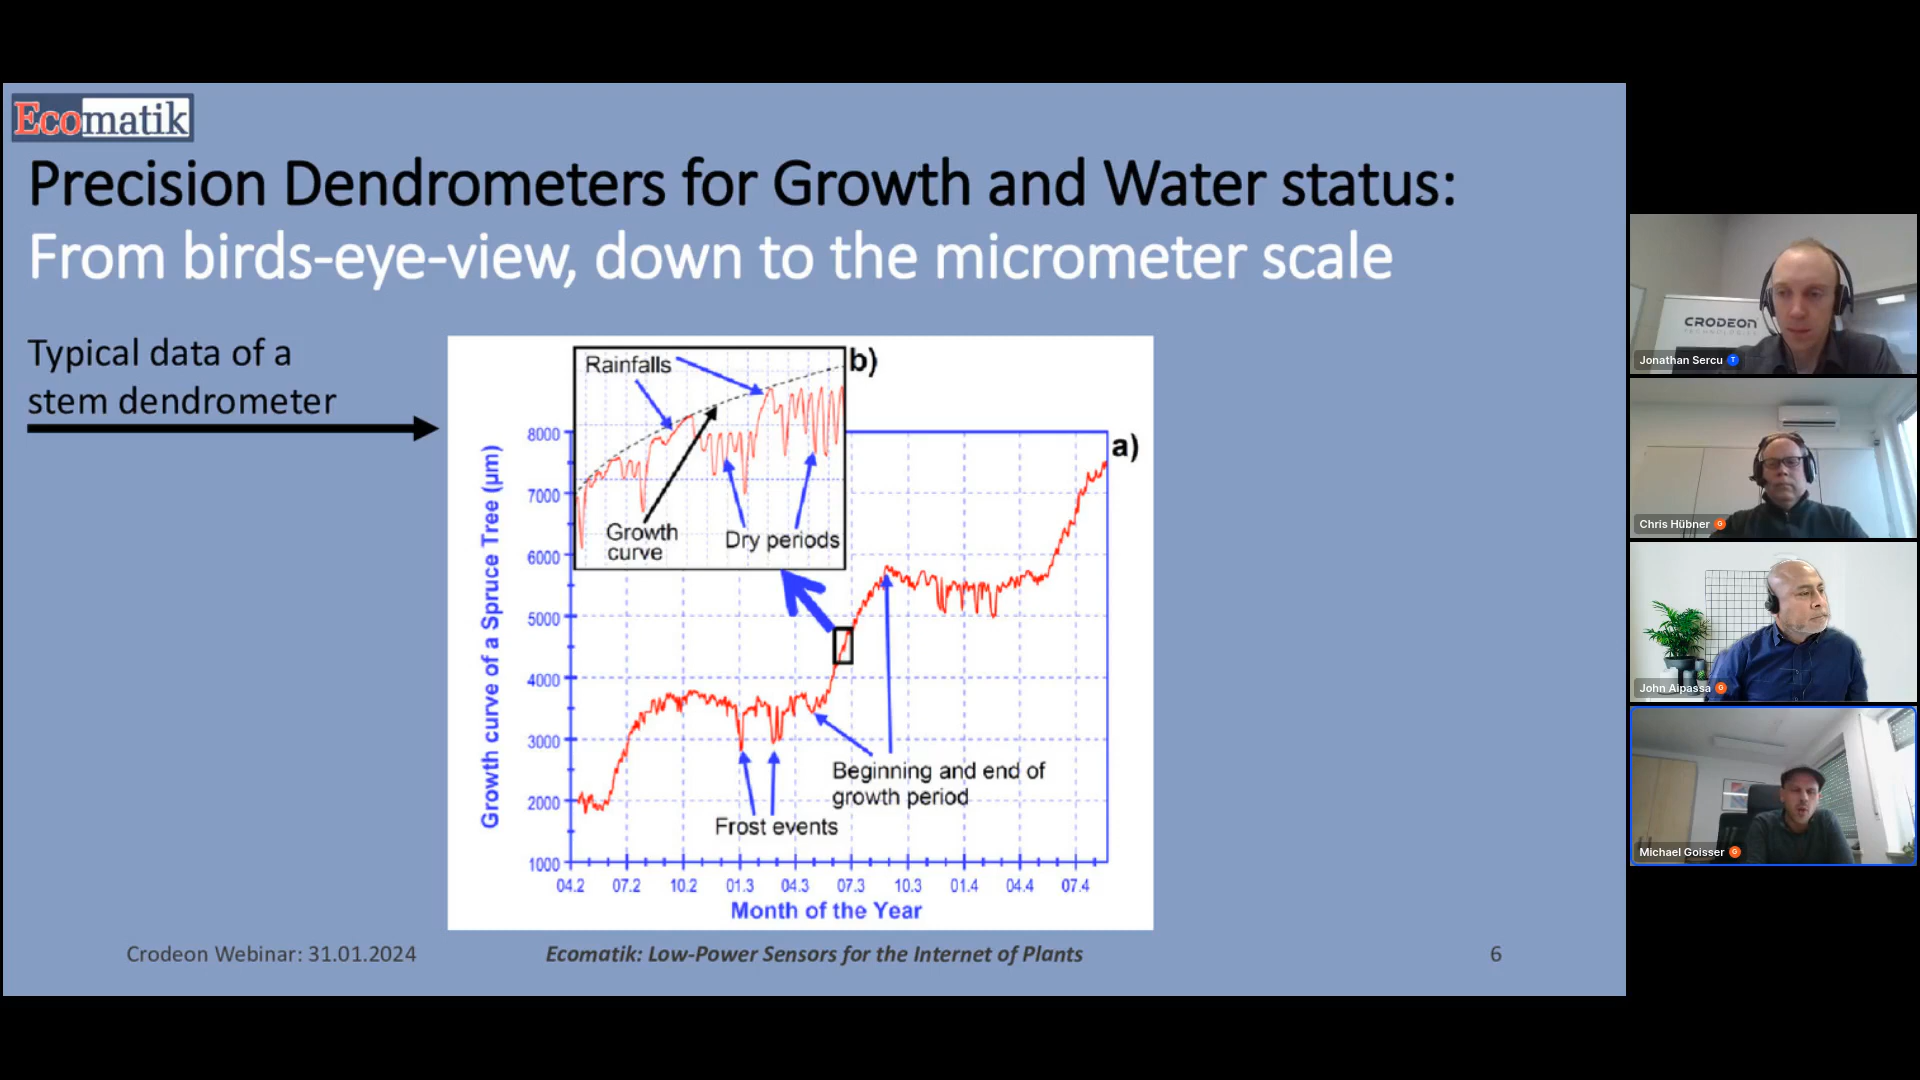 Ecomatik
Precision Dendrometers for Growth and Water status:
From birds-eye-view, down to the micrometer scale
Typical data of a
stem dendrometer
Rainfalls
b)
Growth
curve
Dry periods
a)
8000
7000
6000
5000
4000
3000
2000
1000
Growth curve of a Spruce Tree (µm)
Beginning and end of
growth period
Frost events
04.2 07.2 10.2 01.3 04.3 07.3 10.3 01.4 04.4 07.4
Month of the Year
Crodeon Webinar: 31.01.2024
Ecomatik: Low-Power Sensors for the Internet of Plants
6
CRODEON
Jonathan Sercu T
Chris Hübner G
John Aipassa G
Michael Goisser G